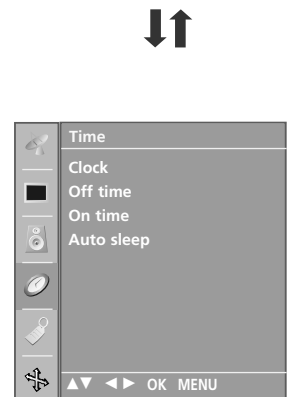 Time
Clock
Off time
On time
Auto sleep
▲▼ ◄► OK MENU